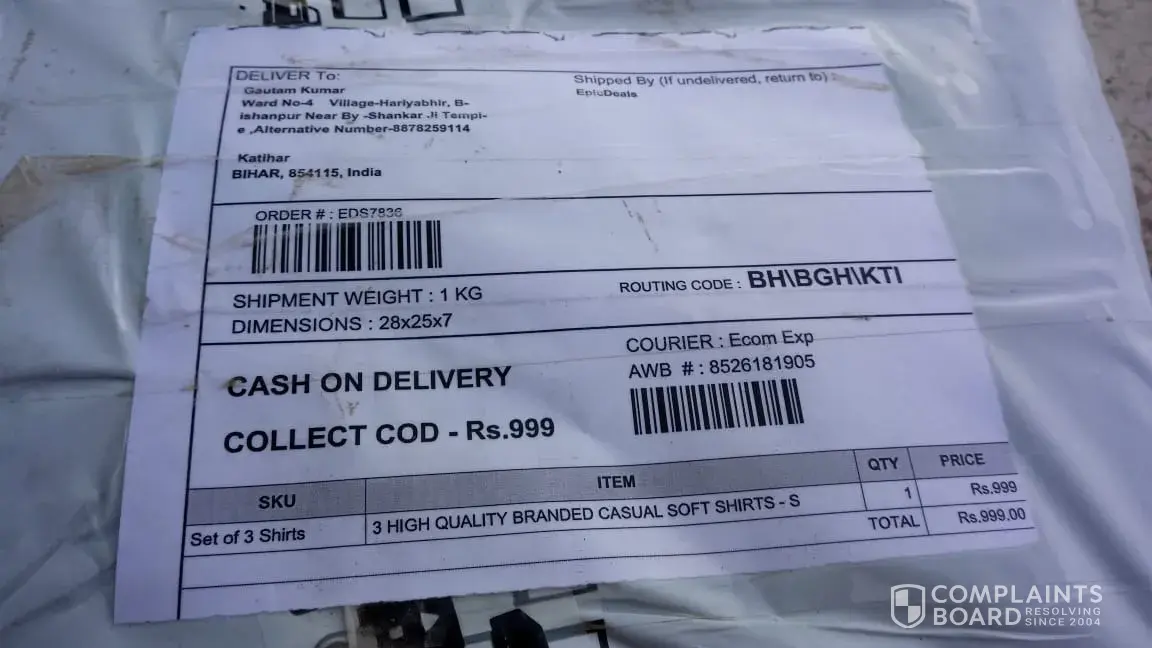 DELIVER To:
Gautam Kumar
Ward No-4 Village-Hariyabhir, B-
ishanpur Near By -Shankar Ji Templ-
e ,Alternative Number-8878259114
Katihar
BIHAR, 854115, India
Shipped By (If undelivered, return to) :
EpicDeals
ORDER # : EDS7836
SHIPMENT WEIGHT : 1 KG
DIMENSIONS : 28x25x7
ROUTING CODE : BH\BGH\KTI
CASH ON DELIVERY
COLLECT COD - Rs.999
COURIER : Ecom Exp
AWB # : 8526181905
SKU ITEM QTY PRICE
Set of 3 Shirts 3 HIGH QUALITY BRANDED CASUAL SOFT SHIRTS - S 1 Rs.999
TOTAL Rs.999.00
COMPLAINTS
BOARD RESOLVING
SINCE 2004